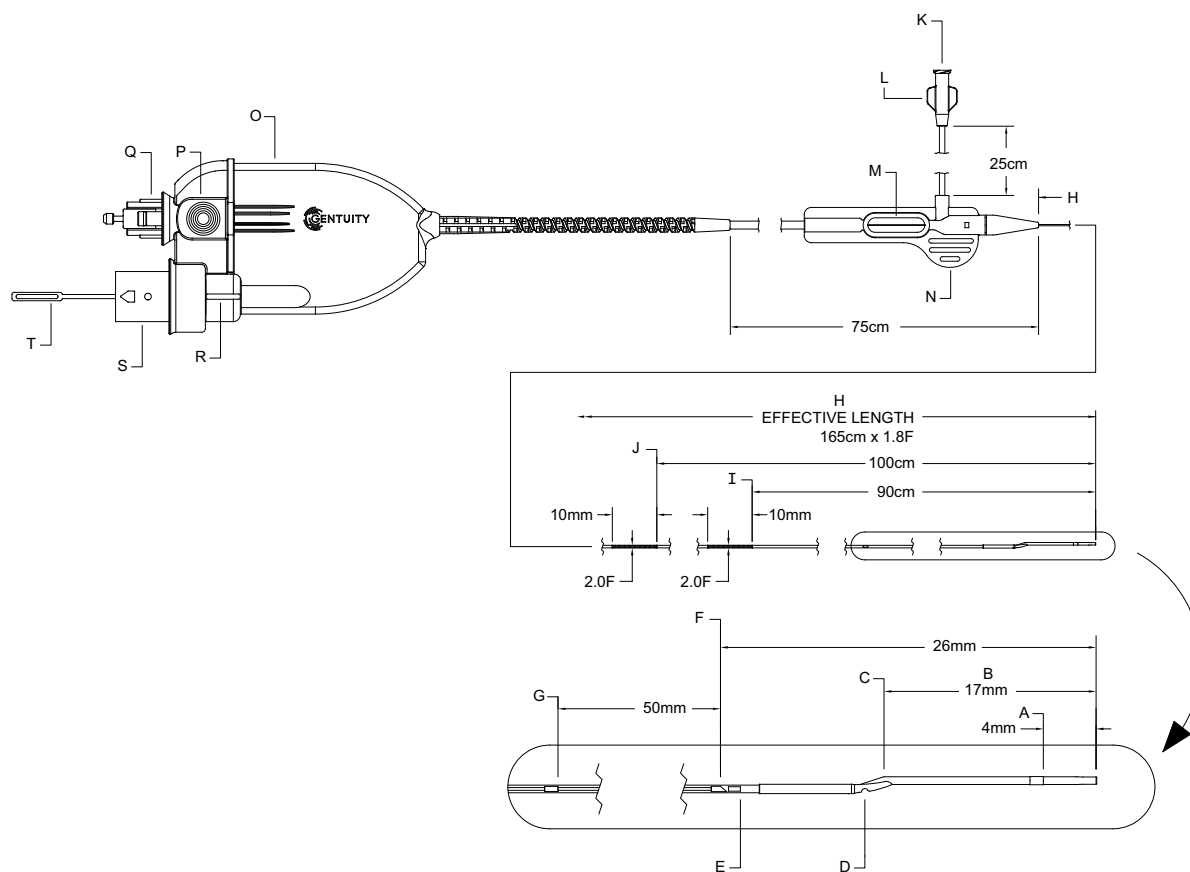 K
L
O
Q
P
25cm
M
H
GENTUITY
N
T
S
R
75cm
H
EFFECTIVE LENGTH
165cm x 1.8F
J
100cm
I
90cm
10mm
10mm
2.0F
2.0F
F
26mm
C
B
17mm
G
50mm
A
4mm
E
D